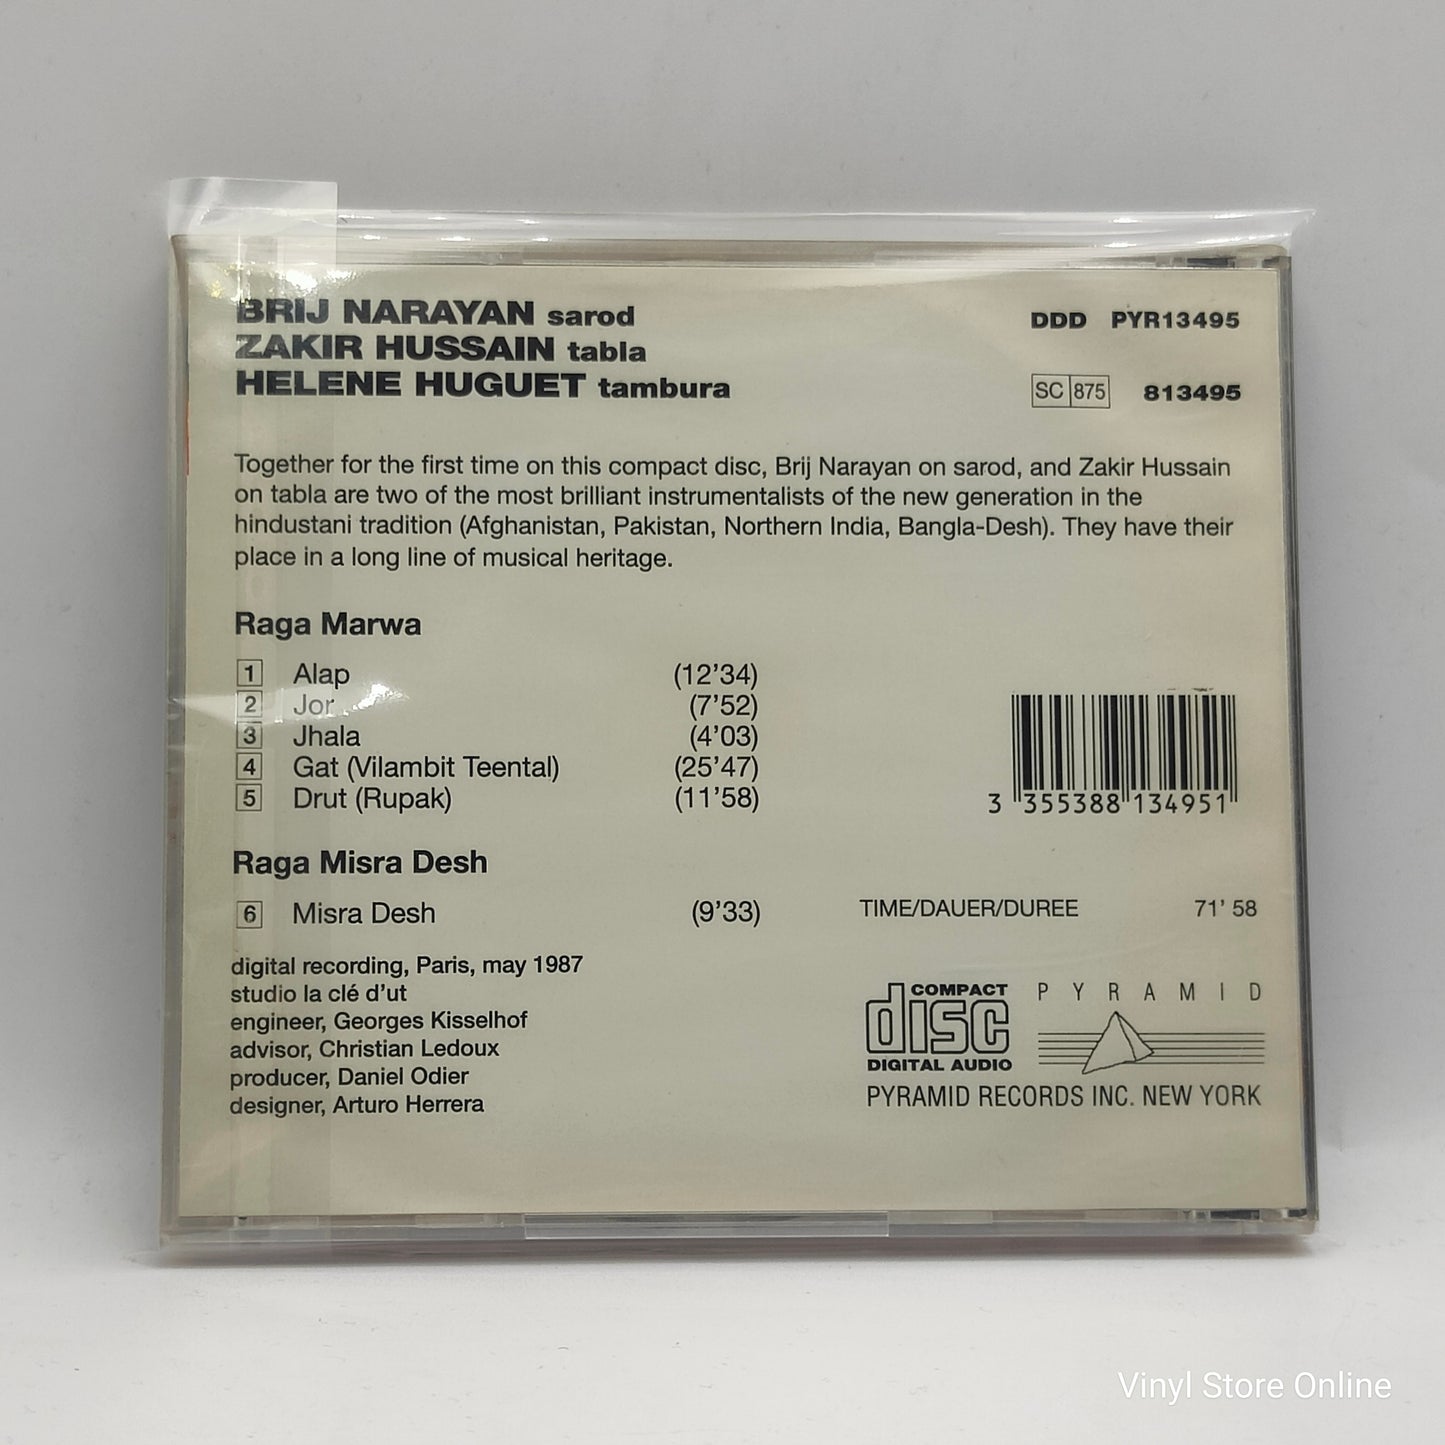 BRIJ NARAYAN sarod
ZAKIR HUSSAIN tabla
HELENE HUGUET tambura
DDD PYR13495
SC 875 813495
Together for the first time on this compact disc, Brij Narayan on sarod, and Zakir Hussain
on tabla are two of the most brilliant instrumentalists of the new generation in the
hindustani tradition (Afghanistan, Pakistan, Northern India, Bangla-Desh). They have their
place in a long line of musical heritage.
Raga Marwa
1 Alap (12'34)
2 Jor (7'52)
3 Jhala (4'03)
4 Gat (Vilambit Teental) (25'47)
5 Drut (Rupak) (11'58)
3 355388 134951
Raga Misra Desh
6 Misra Desh (9'33)
TIME/DAUER/DUREE 71' 58
digital recording, Paris, may 1987
studio la clé d'ut
engineer, Georges Kisselhof
advisor, Christian Ledoux
producer, Daniel Odier
designer, Arturo Herrera
COMPACT
disc
DIGITAL AUDIO
PYRAMID
PYRAMID RECORDS INC. NEW YORK
Vinyl Store Online